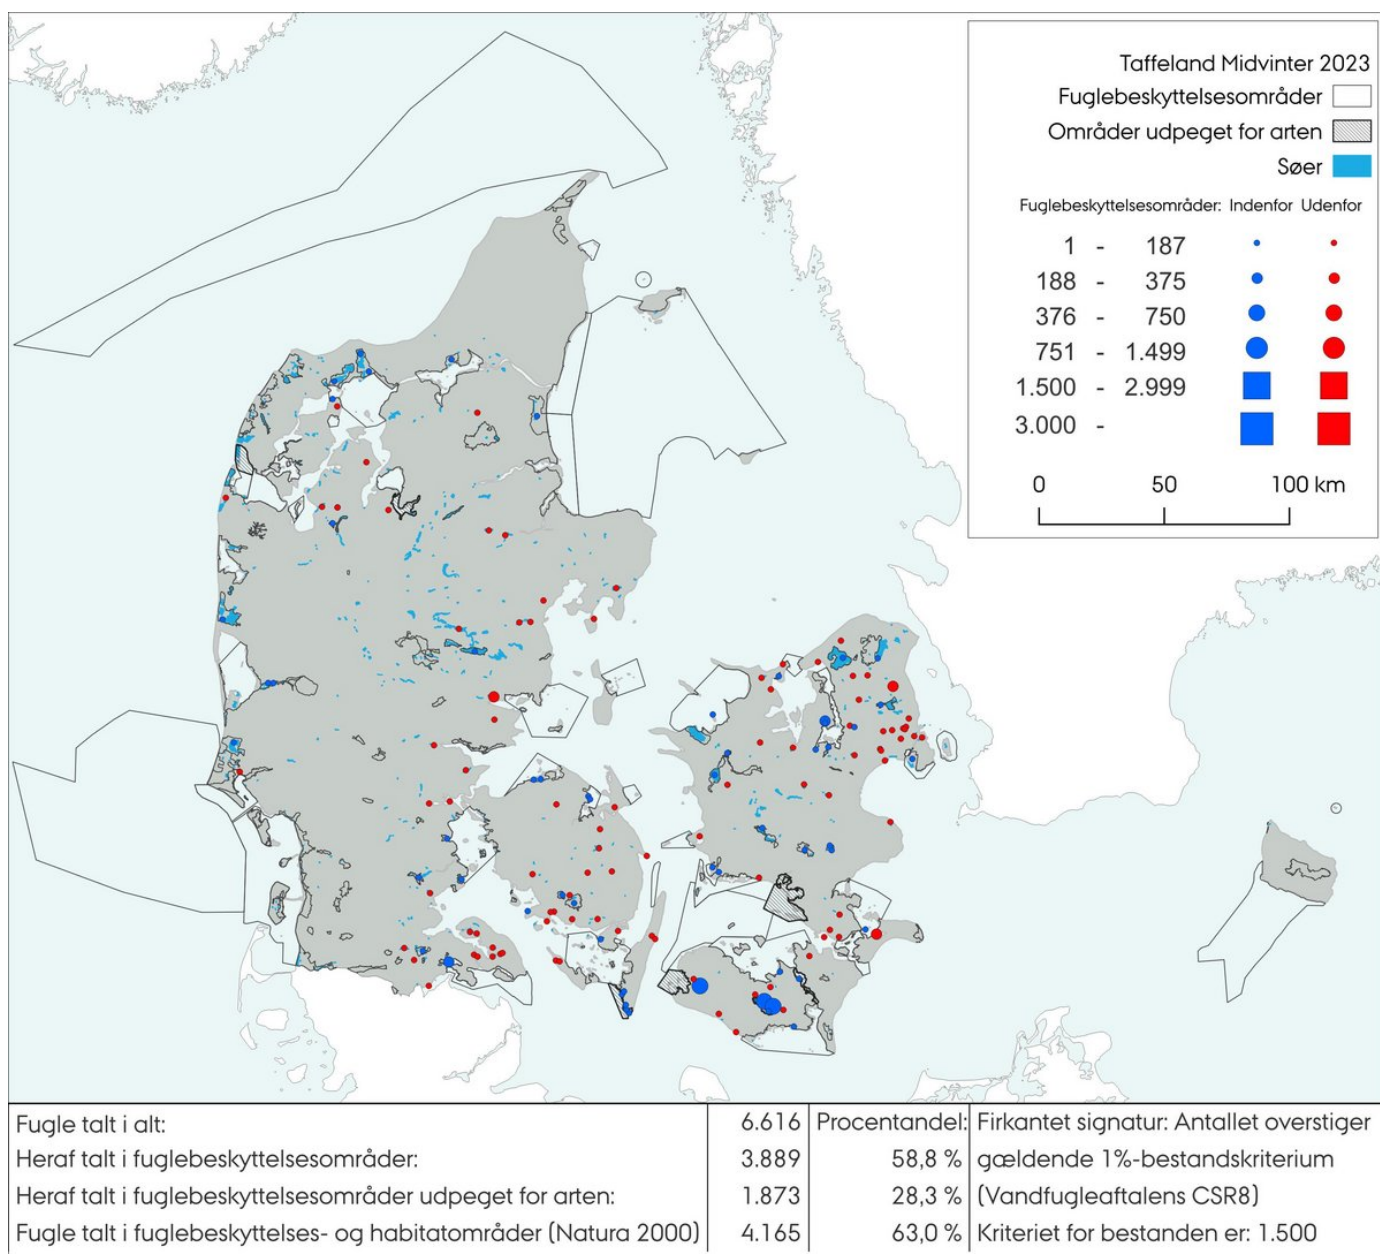 Taffeland Midvinter 2023
Fuglebeskyttelsesområder
Områder udpeget for arten
Søer
Fuglebeskyttelsesområder: Indenfor Udenfor
1 - 187
188 - 375
376 - 750
751 - 1.499
1.500 - 2.999
3.000 -
0 50 100 km
Fugle talt i alt: 6.616 Procentandel: Firkantet signatur: Antallet overstiger
Heraf talt i fuglebeskyttelsesområder: 3.889 58,8 % gældende 1%-bestandskriterium
Heraf talt i fuglebeskyttelsesområder udpeget for arten: 1.873 28,3 % (Vandfugleaftalens CSR8)
Fugle talt i fuglebeskyttelses- og habitatområder (Natura 2000) 4.165 63,0 % Kriteriet for bestanden er: 1.500